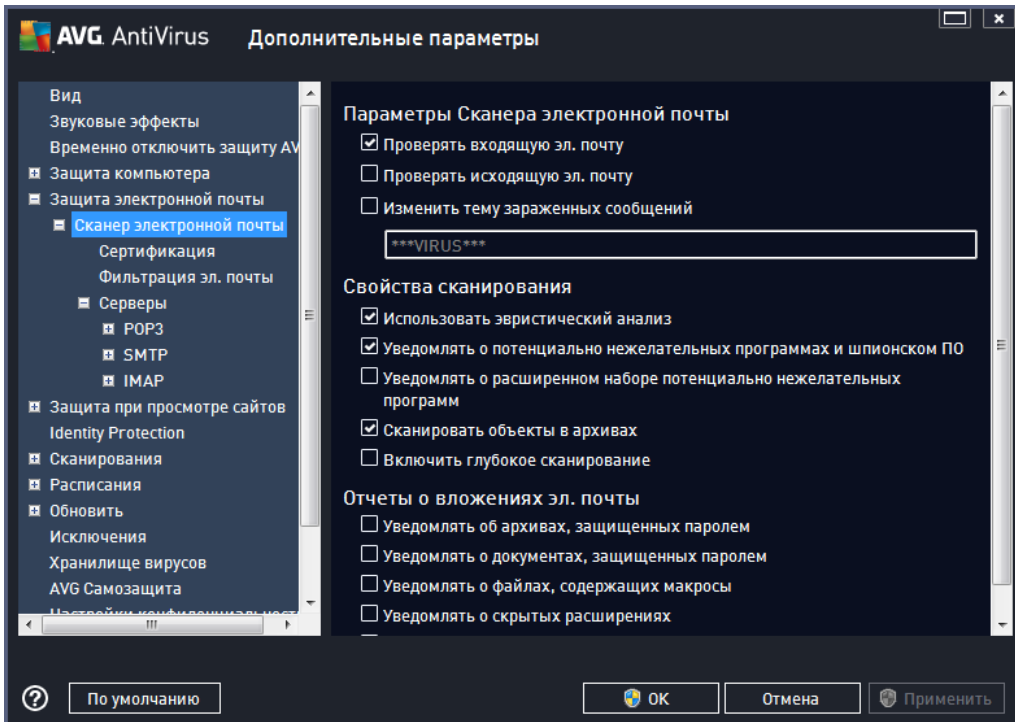 AVG AntiVirus Дополнительные параметры
Вид
Звуковые эффекты
Временно отключить защиту AV
Защита компьютера
Защита электронной почты
Сканер электронной почты
Сертификация
Фильтрация эл. почты
Серверы
POP3
SMTP
IMAP
Защита при просмотре сайтов
Identity Protection
Сканирования
Расписания
Обновить
Исключения
Хранилище вирусов
AVG Самозащита
Настройки конфиденциальности
Параметры Сканера электронной почты
Проверять входящую эл. почту
Проверять исходящую эл. почту
Изменить тему зараженных сообщений
***VIRUS***
Свойства сканирования
Использовать эвристический анализ
Уведомлять о потенциально нежелательных программах и шпионском ПО
Уведомлять о расширенном наборе потенциально нежелательных
программ
Сканировать объекты в архивах
Включить глубокое сканирование
Отчеты о вложениях эл. почты
Уведомлять об архивах, защищенных паролем
Уведомлять о документах, защищенных паролем
Уведомлять о файлах, содержащих макросы
Уведомлять о скрытых расширениях
? По умолчанию OK Отмена Применить